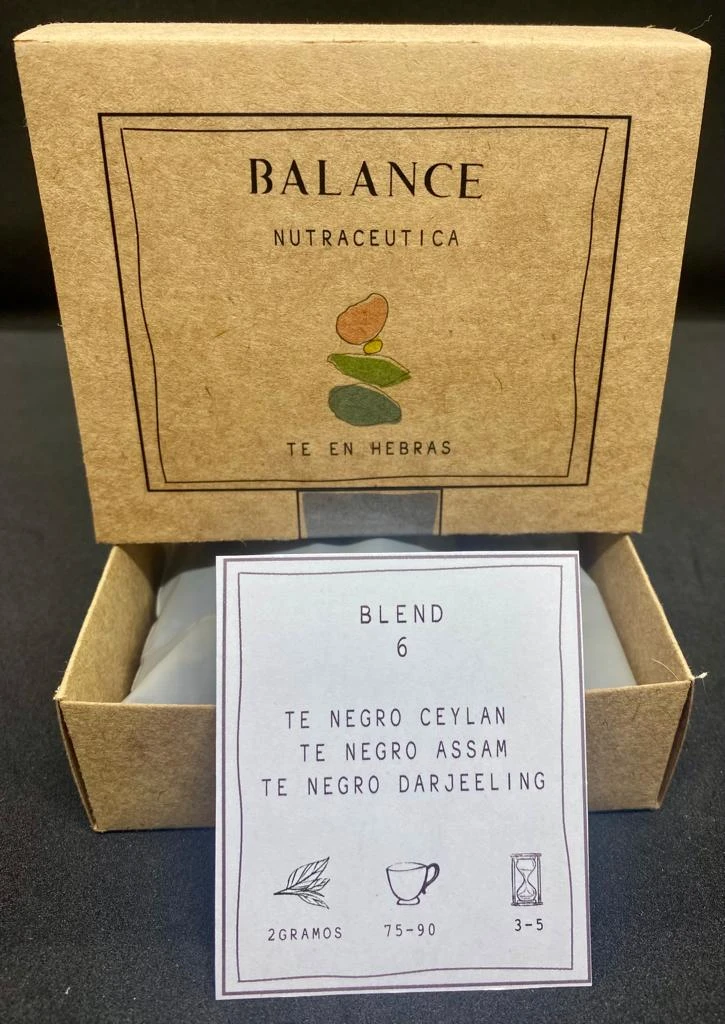 BALANCE
NUTRACEUTICA
TE EN HEBRAS
BLEND
6
TE NEGRO CEYLAN
TE NEGRO ASSAM
TE NEGRO DARJEELING
2GRAMOS 75-90 3-5